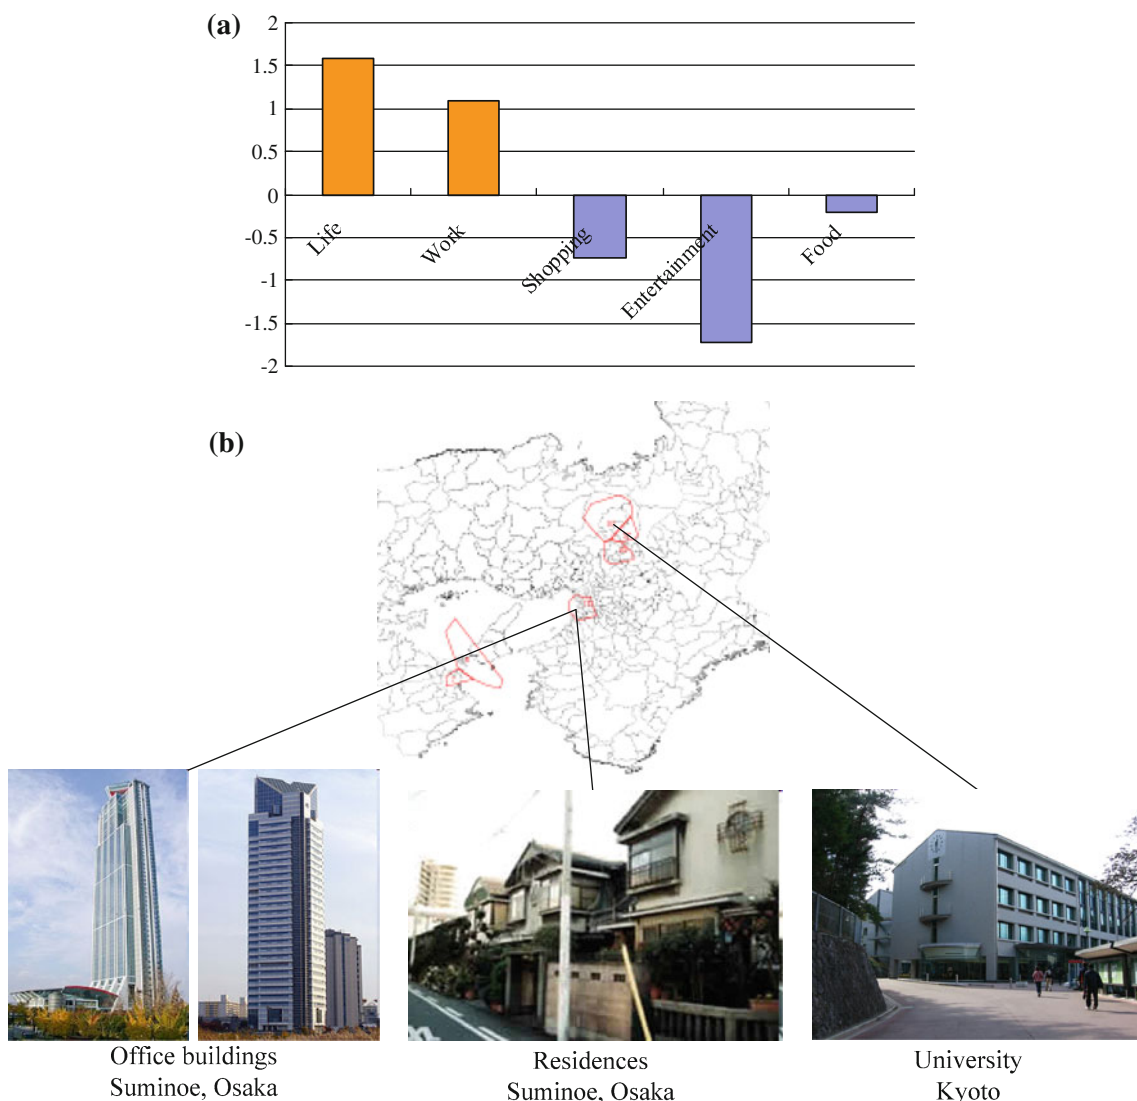 (a)
2
1.5
1
0.5
0
-0.5
-1
-1.5
-2
Life
Work
Shopping
Entertainment
Food
(b)
Office buildings
Suminoe, Osaka
Residences
Suminoe, Osaka
University
Kyoto